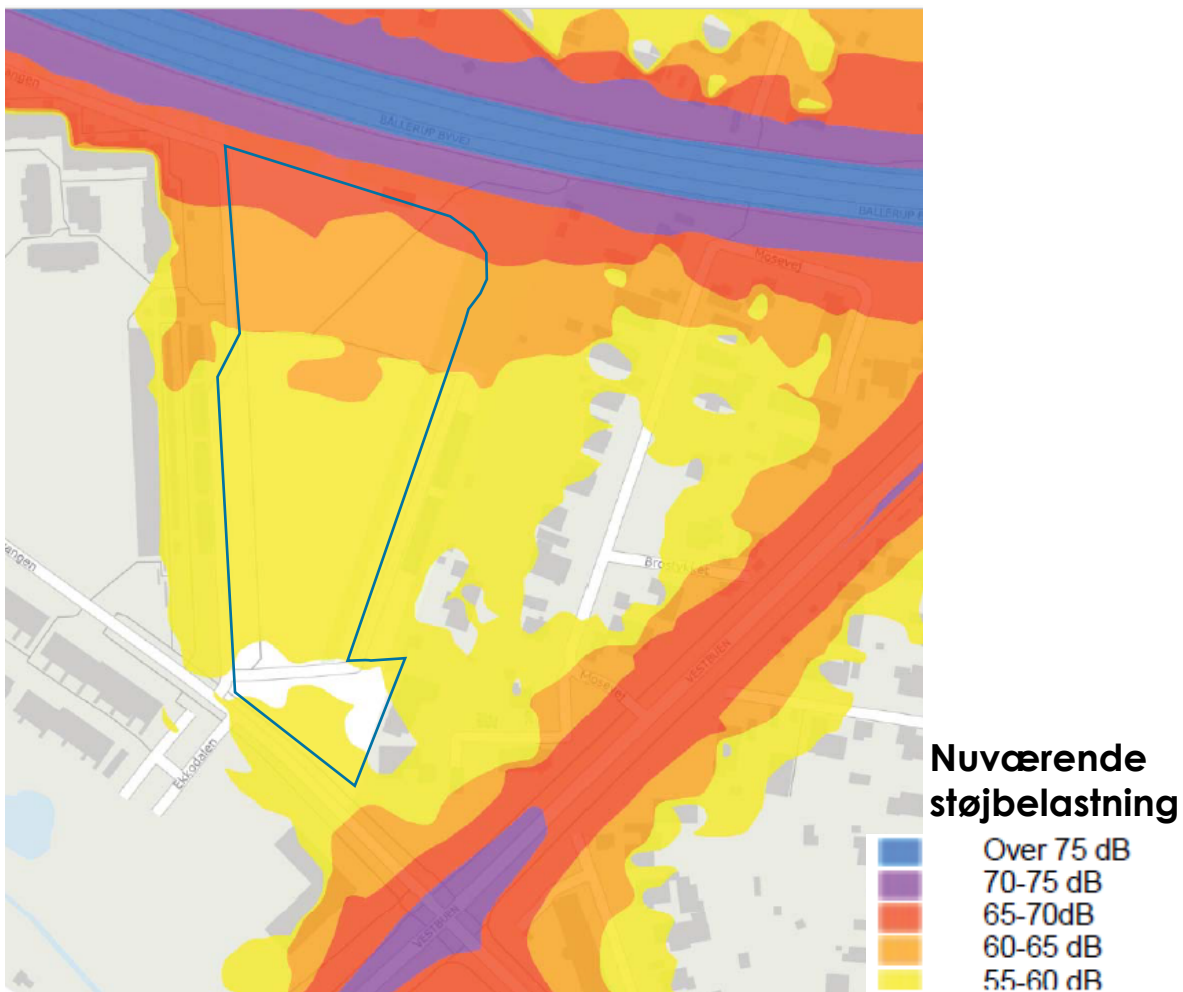 BALLERUP BYVEJ
BALLERUP
Mosevej
Brostykket
VESTBUEN
Mosevej
Ekkodalen
VESTBUEN
Nuværende
støjbelastning
Over 75 dB
70-75 dB
65-70dB
60-65 dB
55-60 dB